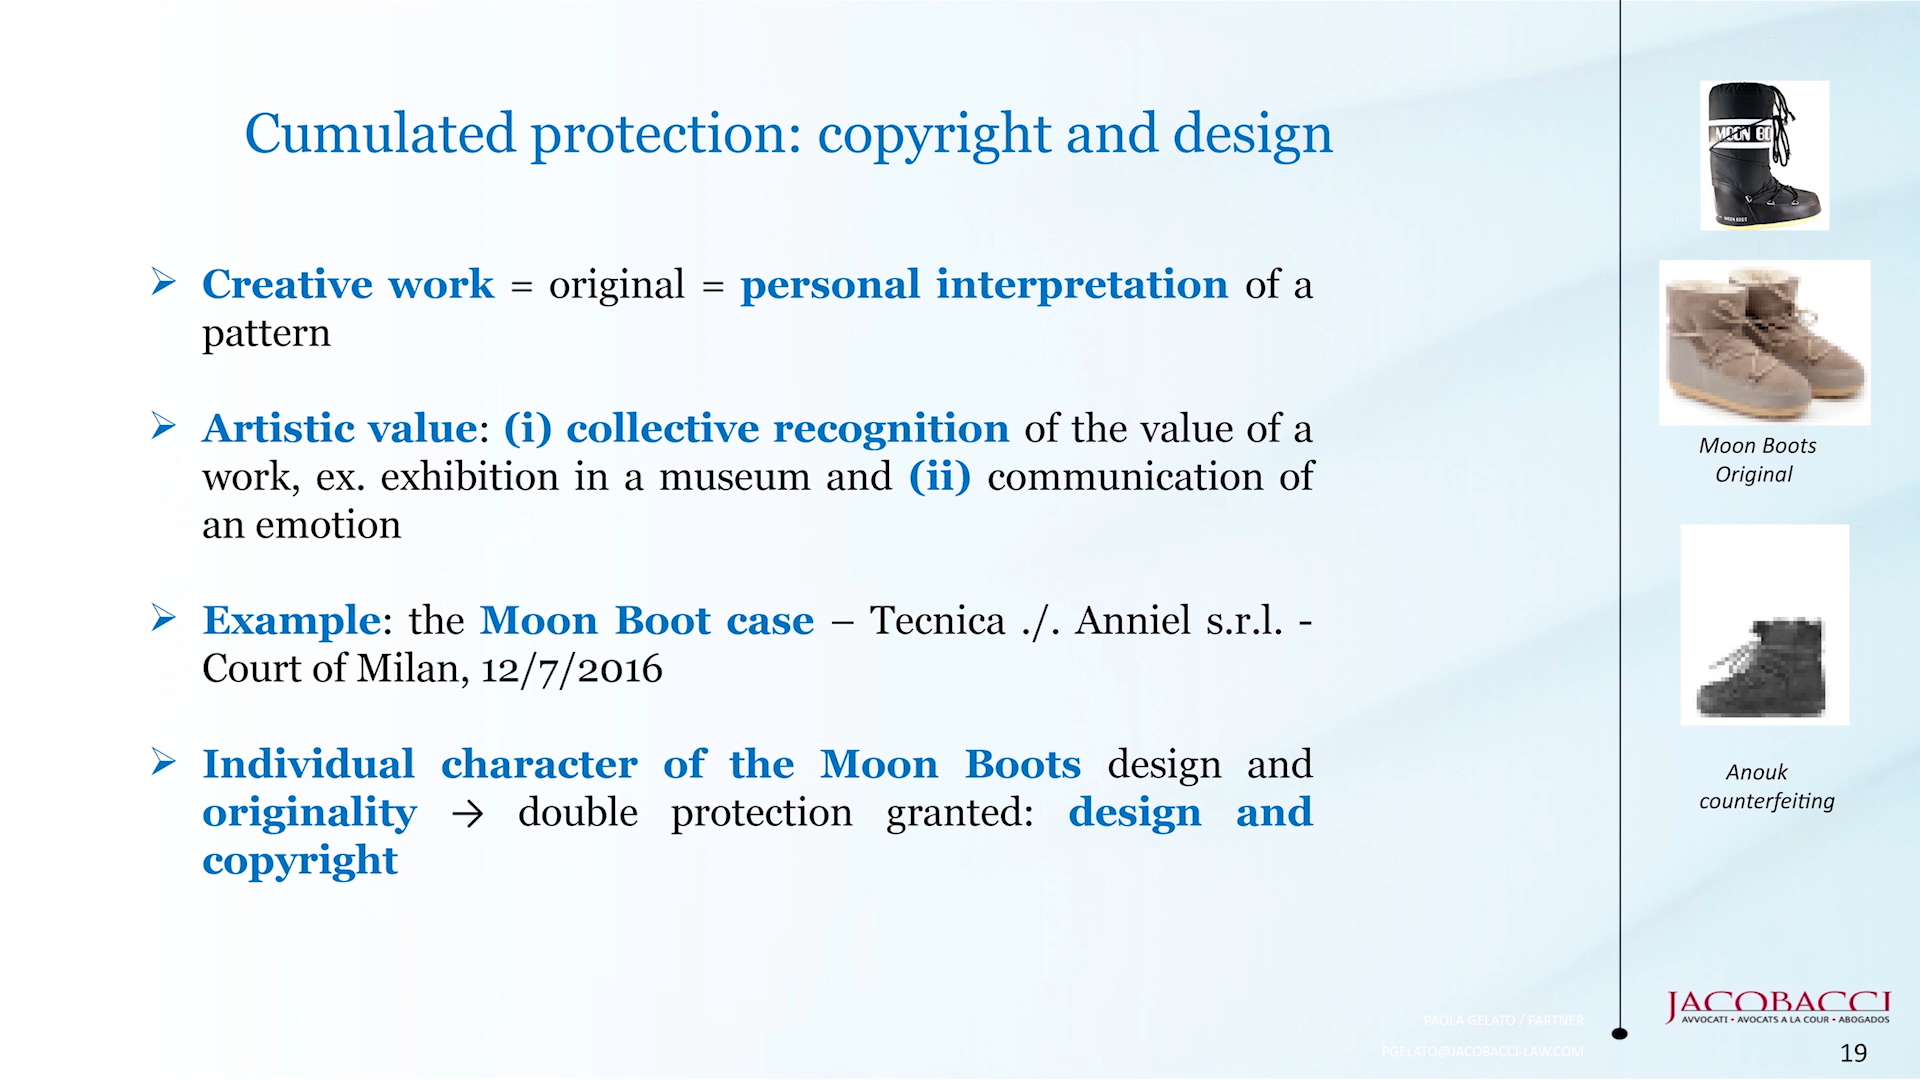 Cumulated protection: copyright and design
➢ Creative work = original = personal interpretation of a
pattern
➢ Artistic value: (i) collective recognition of the value of a
work, ex. exhibition in a museum and (ii) communication of
an emotion
➢ Example: the Moon Boot case – Tecnica ./. Anniel s.r.l. -
Court of Milan, 12/7/2016
➢ Individual character of the Moon Boots design and
originality → double protection granted: design and
copyright
MOON BO
MOON BOOT
Moon Boots
Original
Anouk
counterfeiting
PAOLA GELATO / PARTNER
PGELATO@JACOBACCI-LAW.COM
JACOBACCI
AVVOCATI • AVOCATS A LA COUR • ABOGADOS
19